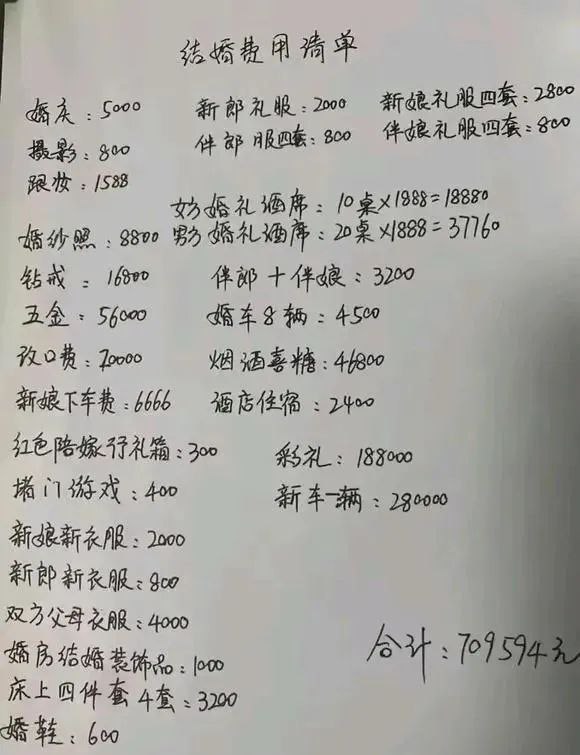 结婚费用清单
婚庆：5000 新郎礼服：2000 新娘礼服四套：2800
摄影：800 伴郎服四套：800 伴娘礼服四套：800
跟妆：1588
女方婚礼酒席：10桌×1888=18880
婚纱照：8800 男方婚礼酒席：20桌×1888=37760
钻戒：16800 伴郎+伴娘：3200
五金：56000 婚车8辆：4500
改口费：20000 烟酒喜糖：46800
新娘下车费：6666 酒店住宿：2400
红色陪嫁行礼箱：300 彩礼：188000
堵门游戏：400 新车一辆：280000
新娘新衣服：2000
新郎新衣服：800
双方父母衣服：4000
婚房结婚装饰品：1000
床上四件套4套：3200
婚鞋：600
合计：709594元